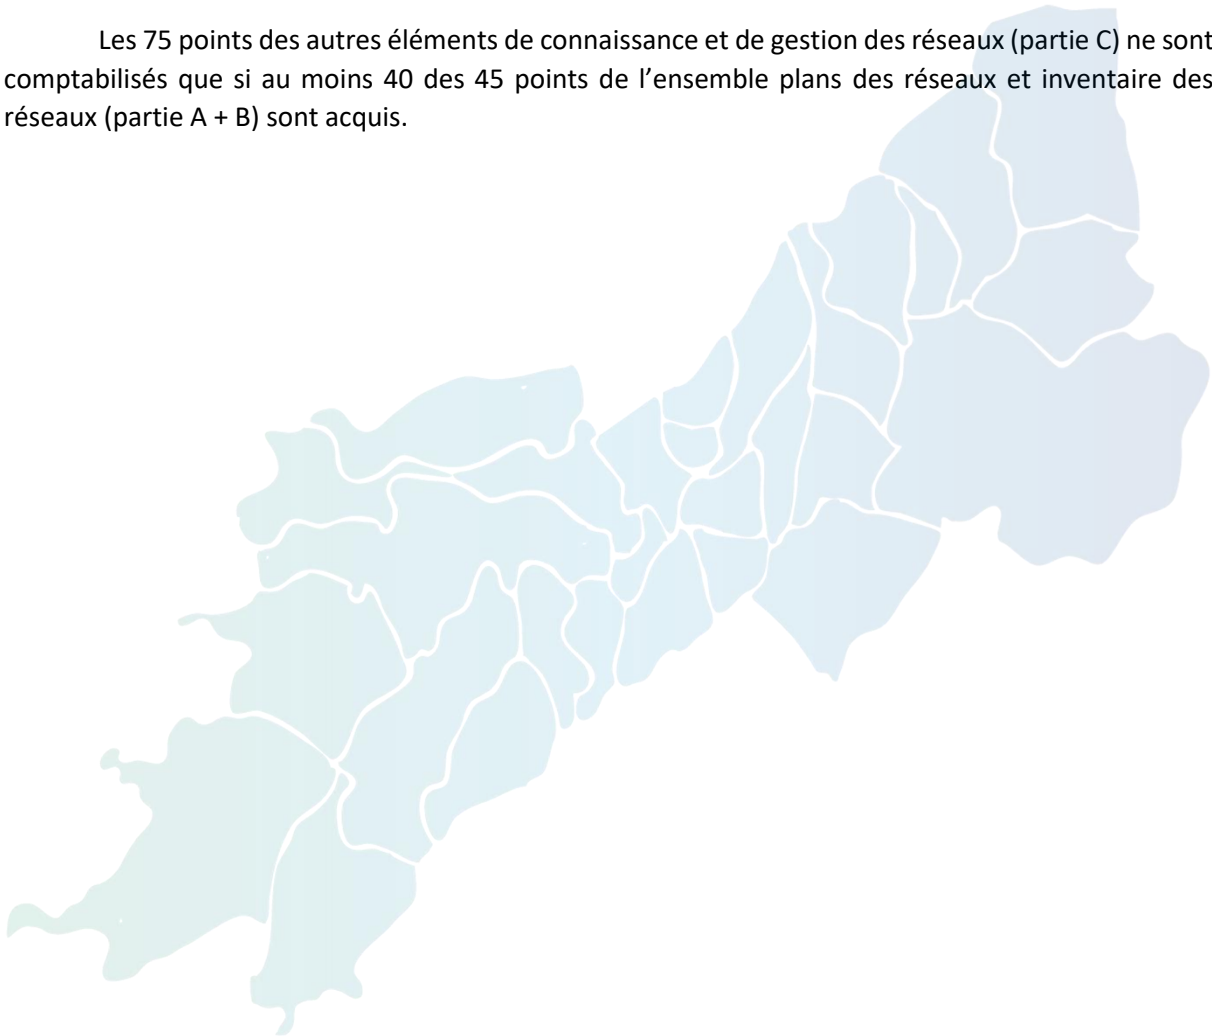 Les 75 points des autres éléments de connaissance et de gestion des réseaux (partie C) ne sont
comptabilisés que si au moins 40 des 45 points de l’ensemble plans des réseaux et inventaire des
réseaux (partie A + B) sont acquis.